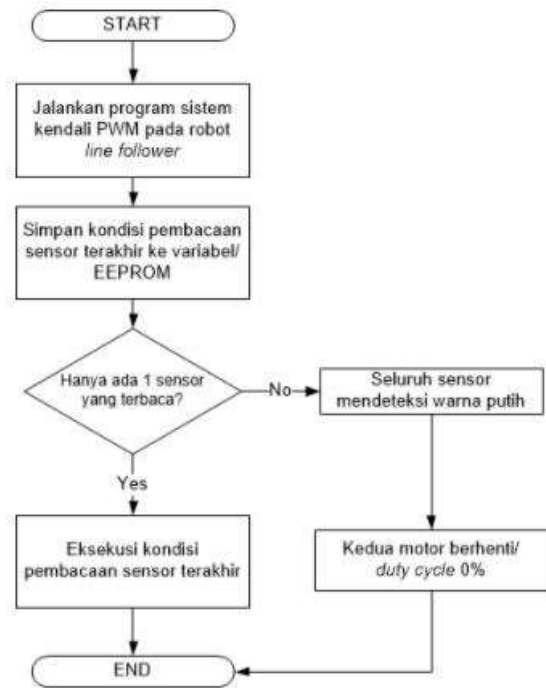 START
Jalankan program sistem
kendali PWM pada robot
line follower
Simpan kondisi pembacaan
sensor terakhir ke variabel/
EEPROM
Hanya ada 1 sensor
yang terbaca?
No
Seluruh sensor
mendeteksi warna putih
Yes
Eksekusi kondisi
pembacaan sensor terakhir
Kedua motor berhenti/
duty cycle 0%
END